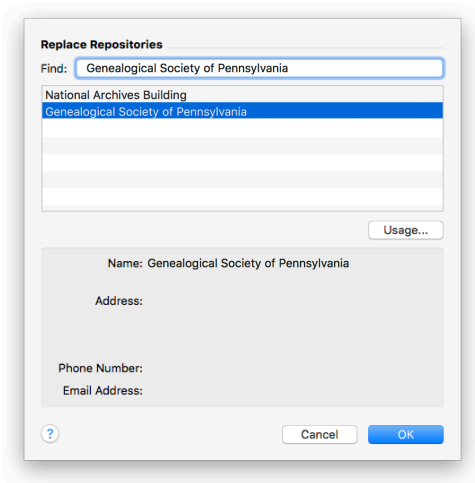 Replace Repositories
Find: Genealogical Society of Pennsylvania
National Archives Building
Genealogical Society of Pennsylvania
Usage...
Name: Genealogical Society of Pennsylvania
Address:
Phone Number:
Email Address:
? Cancel OK